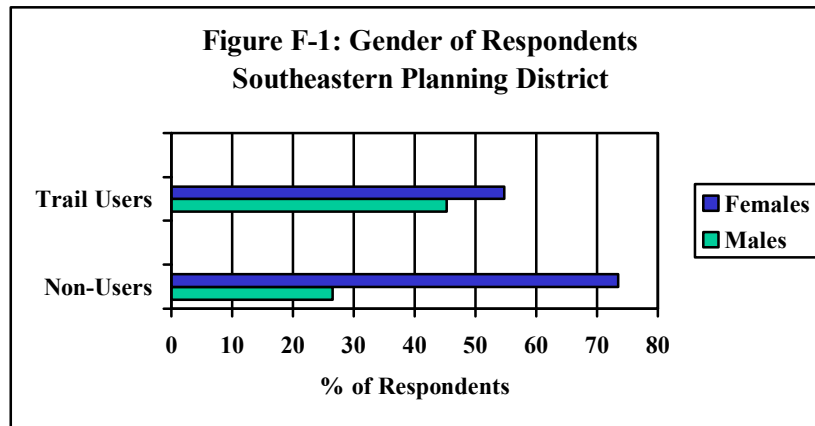 Figure F-1: Gender of Respondents
Southeastern Planning District
Trail Users
Non-Users
0 10 20 30 40 50 60 70 80
% of Respondents
Females
Males